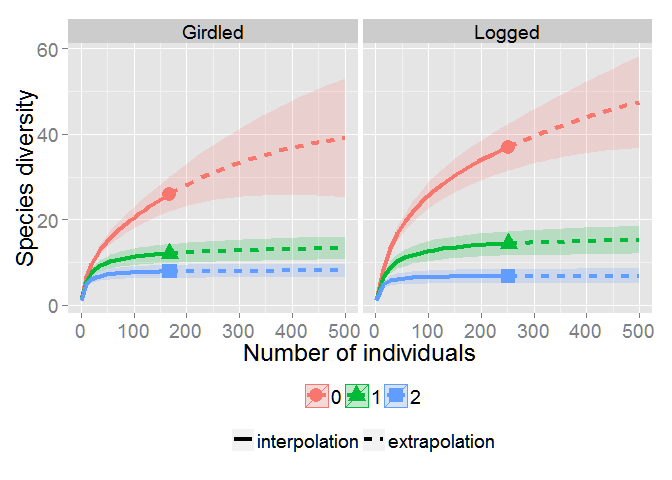 Girdled Logged
Species diversity
60
40
20
0
0 100 200 300 400 500 0 100 200 300 400 500
Number of individuals
0 1 2
interpolation extrapolation